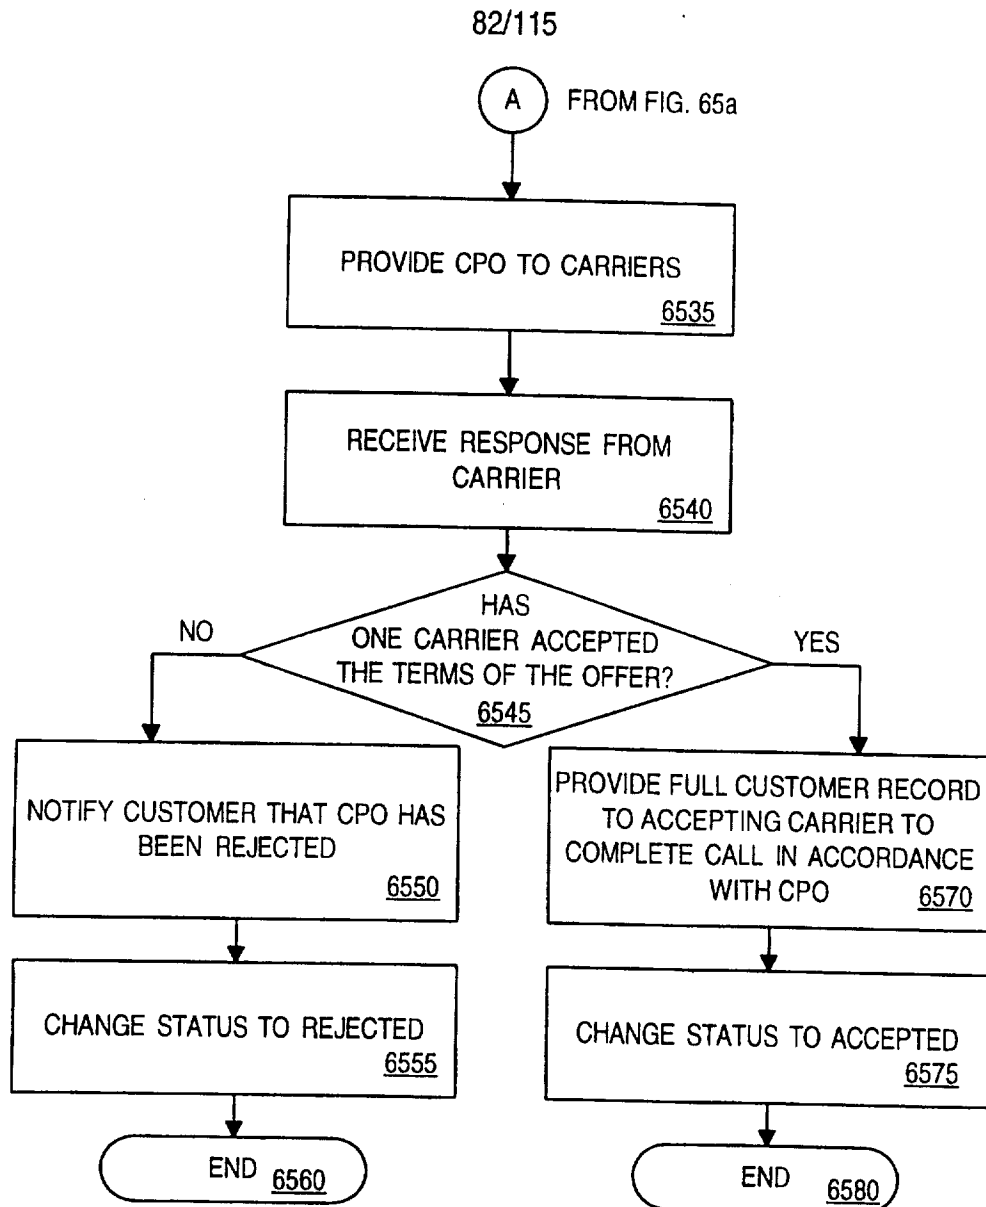 82/115
A
FROM FIG. 65a
PROVIDE CPO TO CARRIERS
6535
RECEIVE RESPONSE FROM
CARRIER
6540
HAS
ONE CARRIER ACCEPTED
THE TERMS OF THE OFFER?
6545
NO
YES
NOTIFY CUSTOMER THAT CPO HAS
BEEN REJECTED
6550
PROVIDE FULL CUSTOMER RECORD
TO ACCEPTING CARRIER TO
COMPLETE CALL IN ACCORDANCE
WITH CPO 6570
CHANGE STATUS TO REJECTED
6555
CHANGE STATUS TO ACCEPTED
6575
END 6560
END 6580